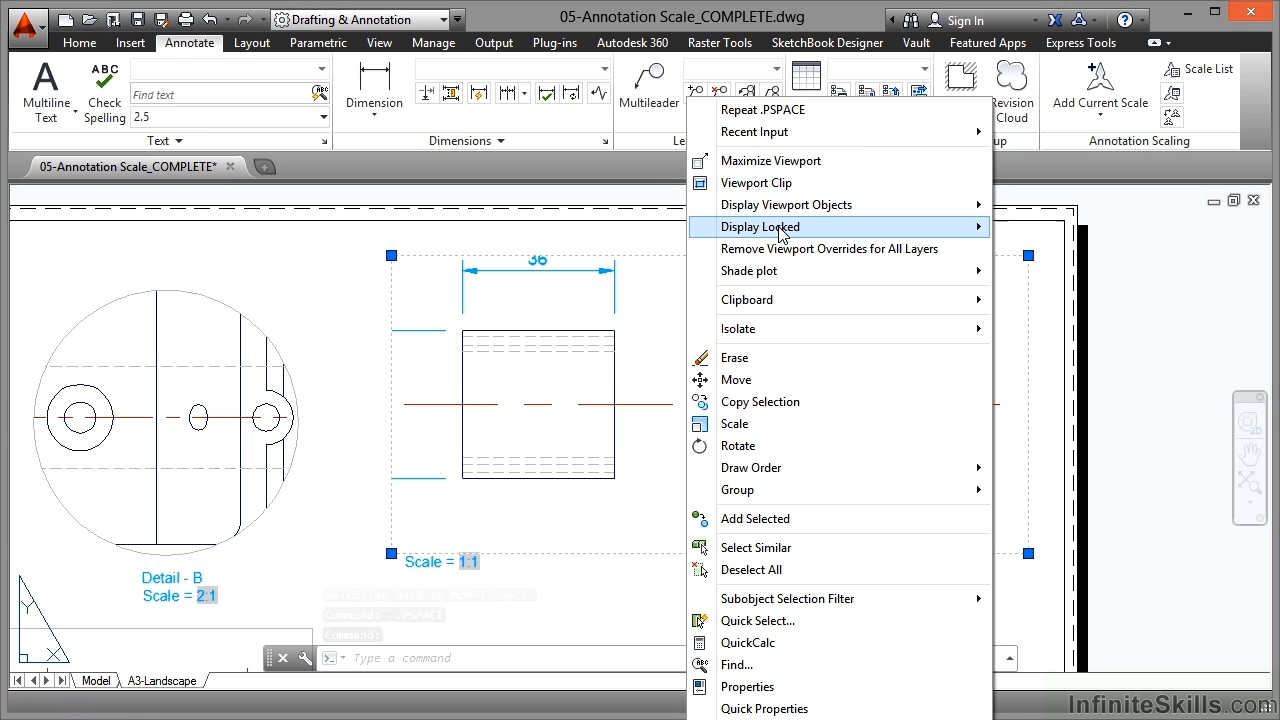 Drafting & Annotation
05-Annotation Scale_COMPLETE.dwg
Sign In
Home Insert Annotate Layout Parametric View Manage Output Plug-ins Autodesk 360 Raster Tools SketchBook Designer Vault Featured Apps Express Tools
Multiline Text
ABC
Check Spelling
Find text
2.5
Dimension
Multileader
Revision Cloud
Add Current Scale
Scale List
Text
Dimensions
Annotation Scaling
05-Annotation Scale_COMPLETE*
Repeat .PSPACE
Recent Input
Maximize Viewport
Viewport Clip
Display Viewport Objects
Display Locked
Remove Viewport Overrides for All Layers
Shade plot
Clipboard
Isolate
Erase
Move
Copy Selection
Scale
Rotate
Draw Order
Group
Add Selected
Select Similar
Deselect All
Subobject Selection Filter
Quick Select...
QuickCalc
Find...
Properties
Quick Properties
36
Scale = 1:1
Detail - B
Scale = 2:1
Y
X
Command: .PSPACE
Command:
Type a command
Model
A3-Landscape
InfiniteSkills.com